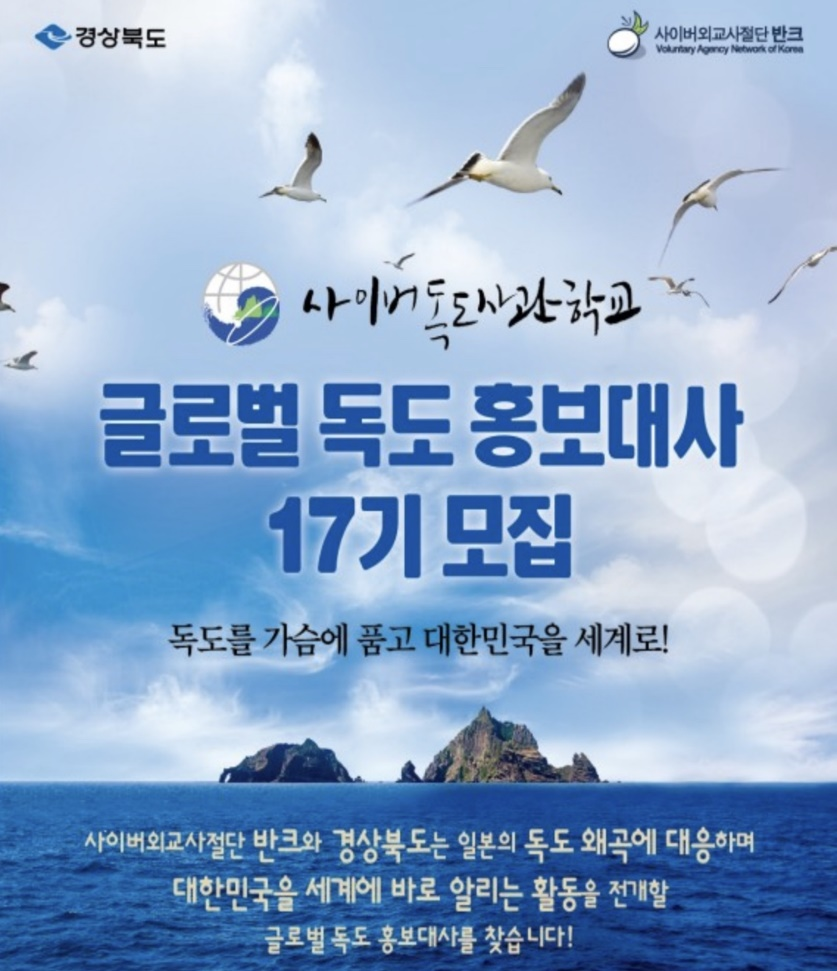 경상북도
사이버외교사절단 반크
Voluntary Agency Network of Korea
사이버독도사관학교
글로벌 독도 홍보대사
17기 모집
독도를 가슴에 품고 대한민국을 세계로!
사이버외교사절단 반크와 경상북도는 일본의 독도 왜곡에 대응하며
대한민국을 세계에 바로 알리는 활동을 전개할
글로벌 독도 홍보대사를 찾습니다!